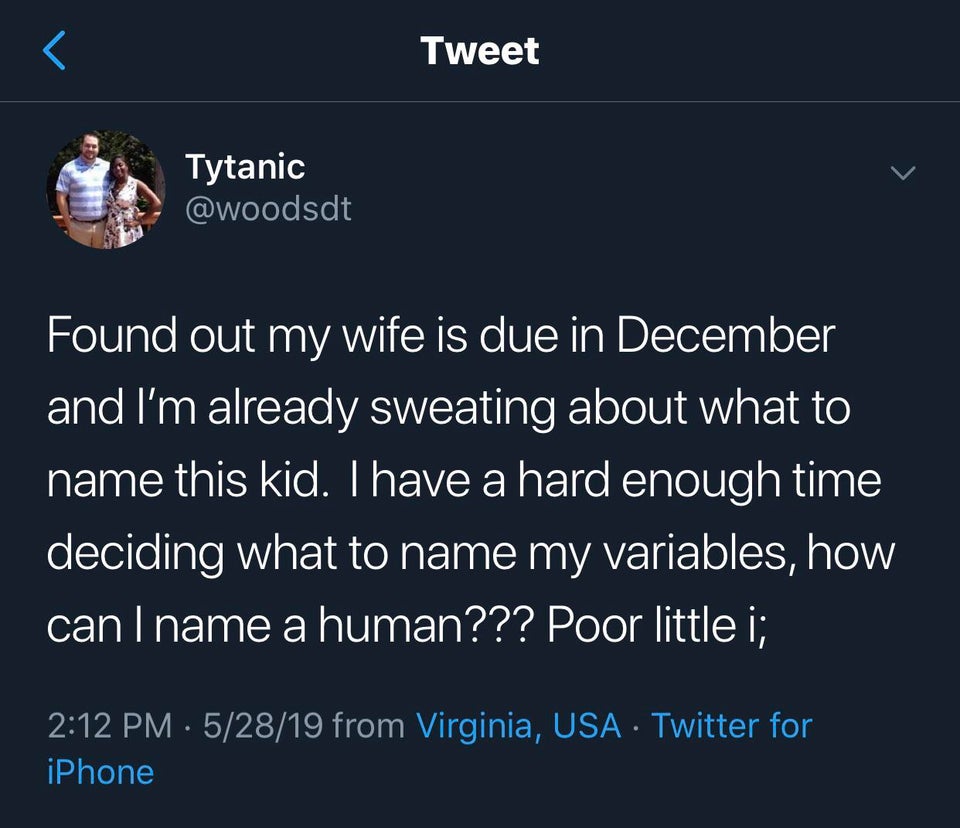 Tweet
Tytanic
@woodsdt
Found out my wife is due in December
and I'm already sweating about what to
name this kid.  I have a hard enough time
deciding what to name my variables, how
can I name a human??? Poor little i;
2:12 PM · 5/28/19 from Virginia, USA · Twitter for
iPhone